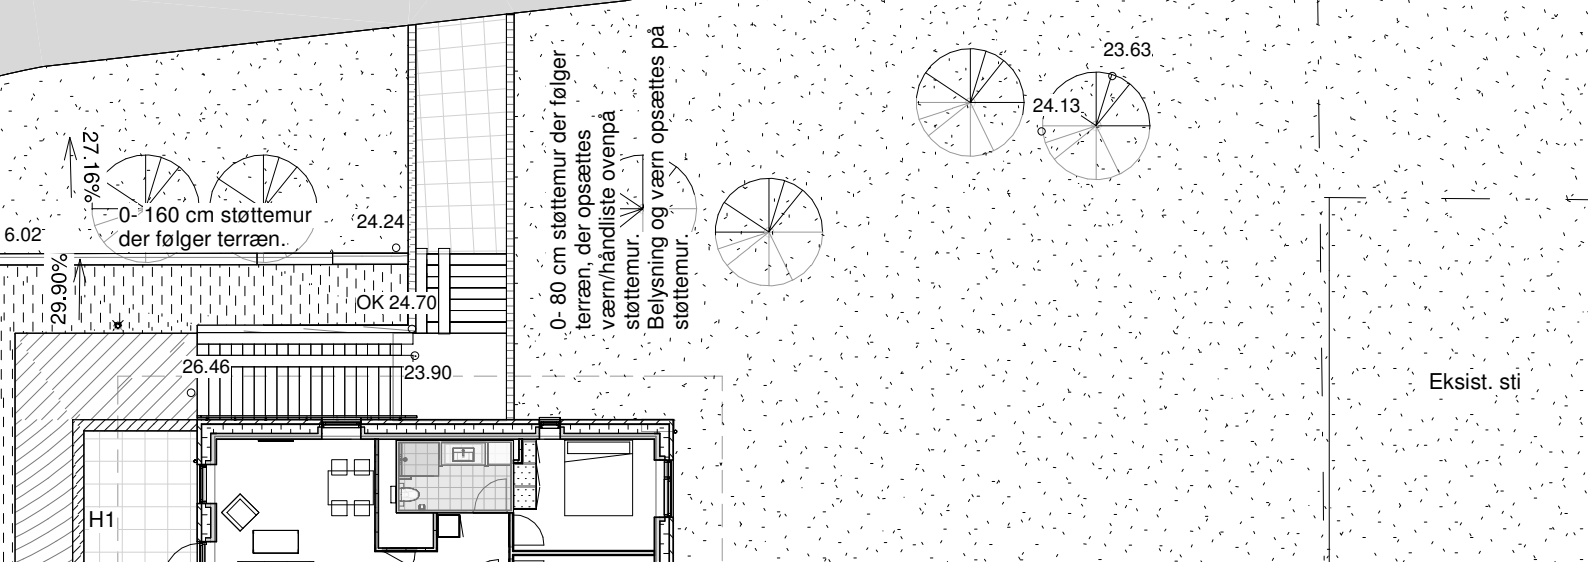 23.63
24.13
27.16%
0- 160 cm støttemur
der følger terræn.
24.24
6.02
29.90%
OK 24.70
26.46
23.90
0- 80 cm støttemur der følger
terræn, der opsættes
værn/håndliste ovenpå
støttemur.
Belysning og værn opsættes på
støttemur.
Eksist. sti
H1